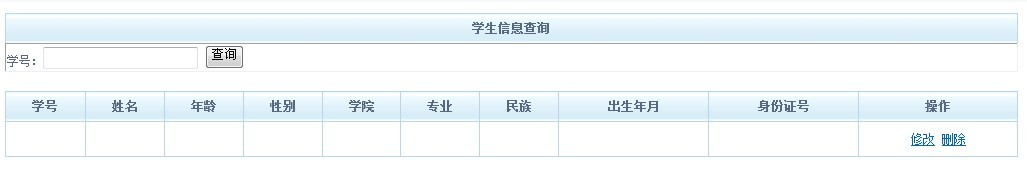 学生信息查询
学号： 查询
学号 姓名 年龄 性别 学院 专业 民族 出生年月 身份证号 操作
修改 删除